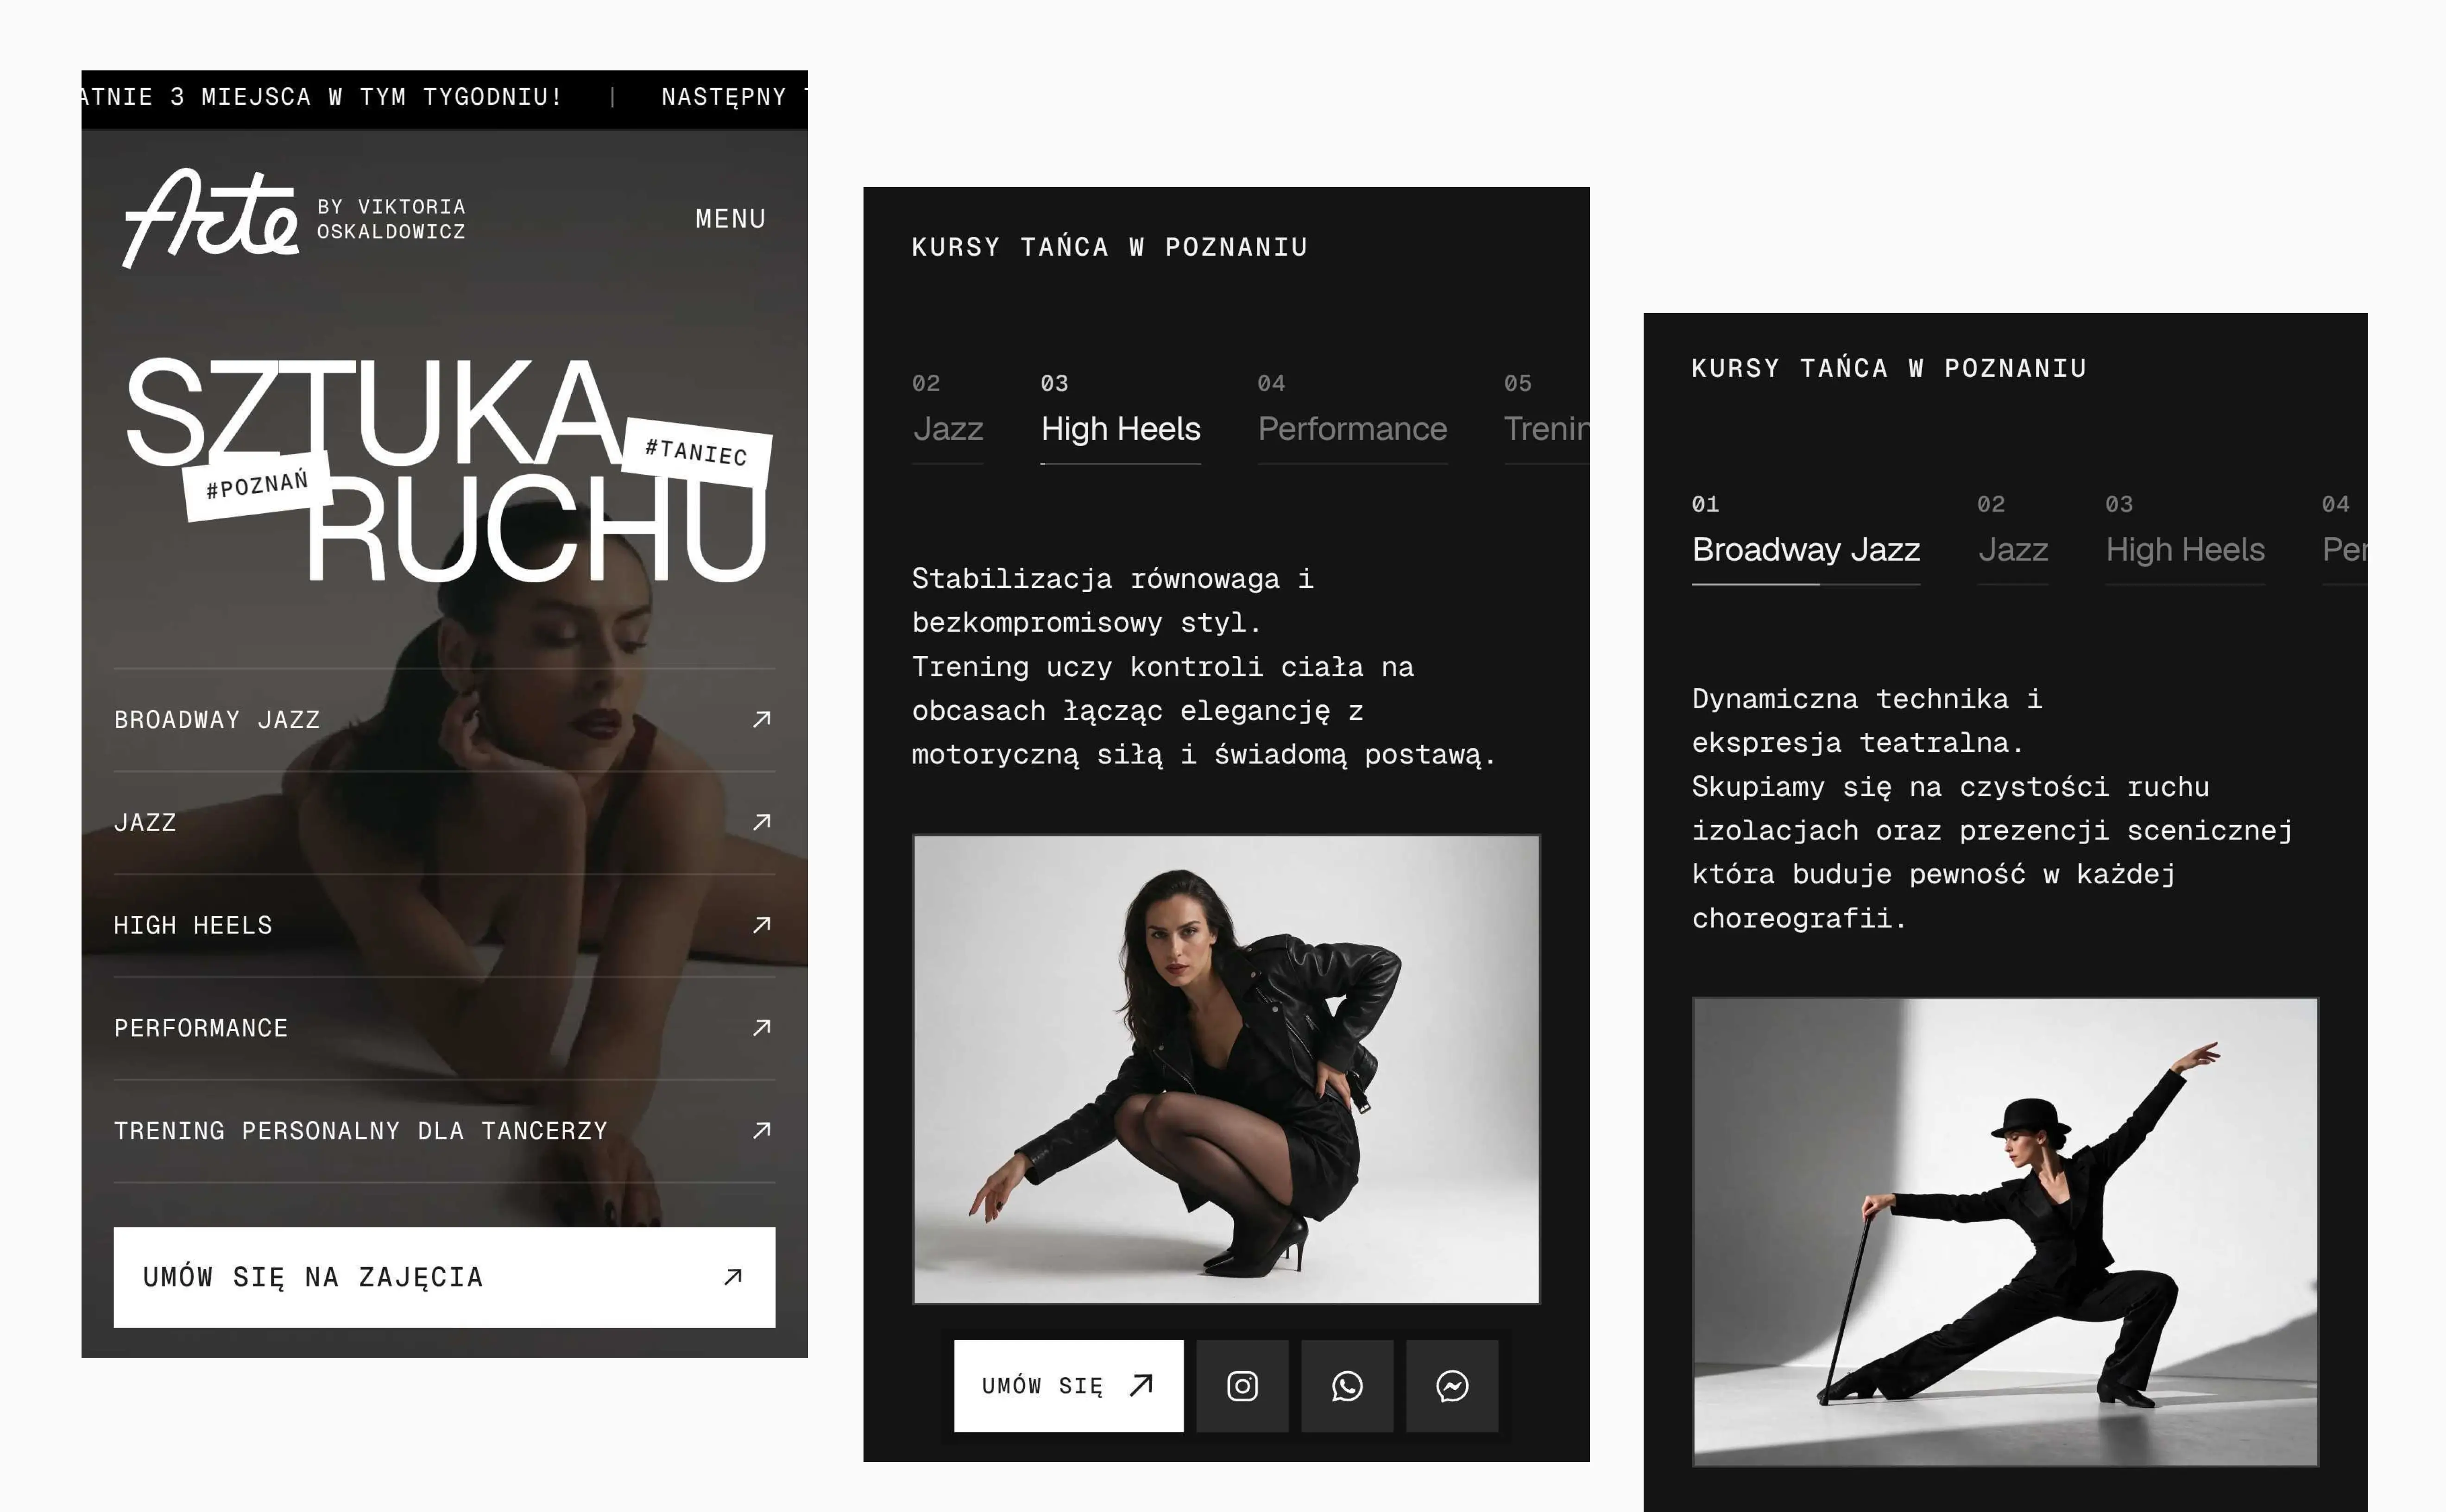 ATNIE 3 MIEJSCA W TYM TYGODNIU! | NASTĘPNY
Arte
BY VIKTORIA
OSKALDOWICZ
MENU
SZTUKA
#TANIEC
#POZNAŃ
RUCHU
BROADWAY JAZZ
JAZZ
HIGH HEELS
PERFORMANCE
TRENING PERSONALNY DLA TANCERZY
UMÓW SIĘ NA ZAJĘCIA
KURSY TAŃCA W POZNANIU
02 03 04 05
Jazz High Heels Performance Trenin
Stabilizacja równowaga i
bezkompromisowy styl.
Trening uczy kontroli ciała na
obcasach łącząc elegancję z
motoryczną siłą i świadomą postawą.
UMÓW SIĘ
KURSY TAŃCA W POZNANIU
01 02 03 04
Broadway Jazz Jazz High Heels Per
Dynamiczna technika i
ekspresja teatralna.
Skupiamy się na czystości ruchu
izolacjach oraz prezencji scenicznej
która buduje pewność w każdej
choreografii.